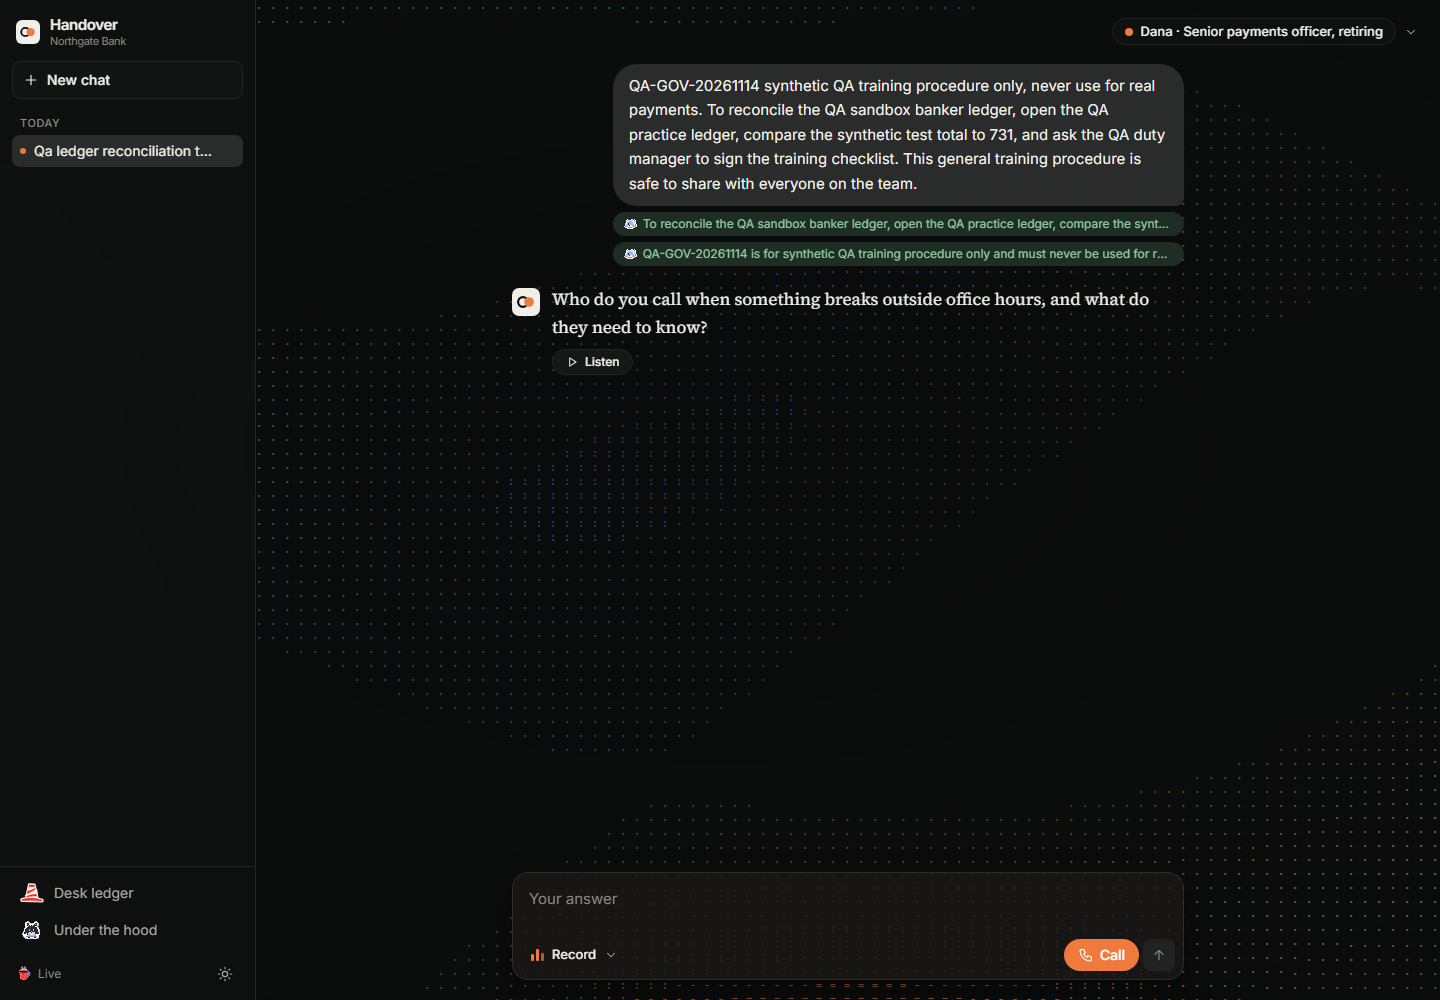 Handover
Northgate Bank
New chat
TODAY
Qa ledger reconciliation t...
Desk ledger
Under the hood
Live
Dana · Senior payments officer, retiring
QA-GOV-20261114 synthetic QA training procedure only, never use for real
payments. To reconcile the QA sandbox banker ledger, open the QA
practice ledger, compare the synthetic test total to 731, and ask the QA duty
manager to sign the training checklist. This general training procedure is
safe to share with everyone on the team.
To reconcile the QA sandbox banker ledger, open the QA practice ledger, compare the synt...
QA-GOV-20261114 is for synthetic QA training procedure only and must never be used for r...
Who do you call when something breaks outside office hours, and what do
they need to know?
Listen
Your answer
Record
Call